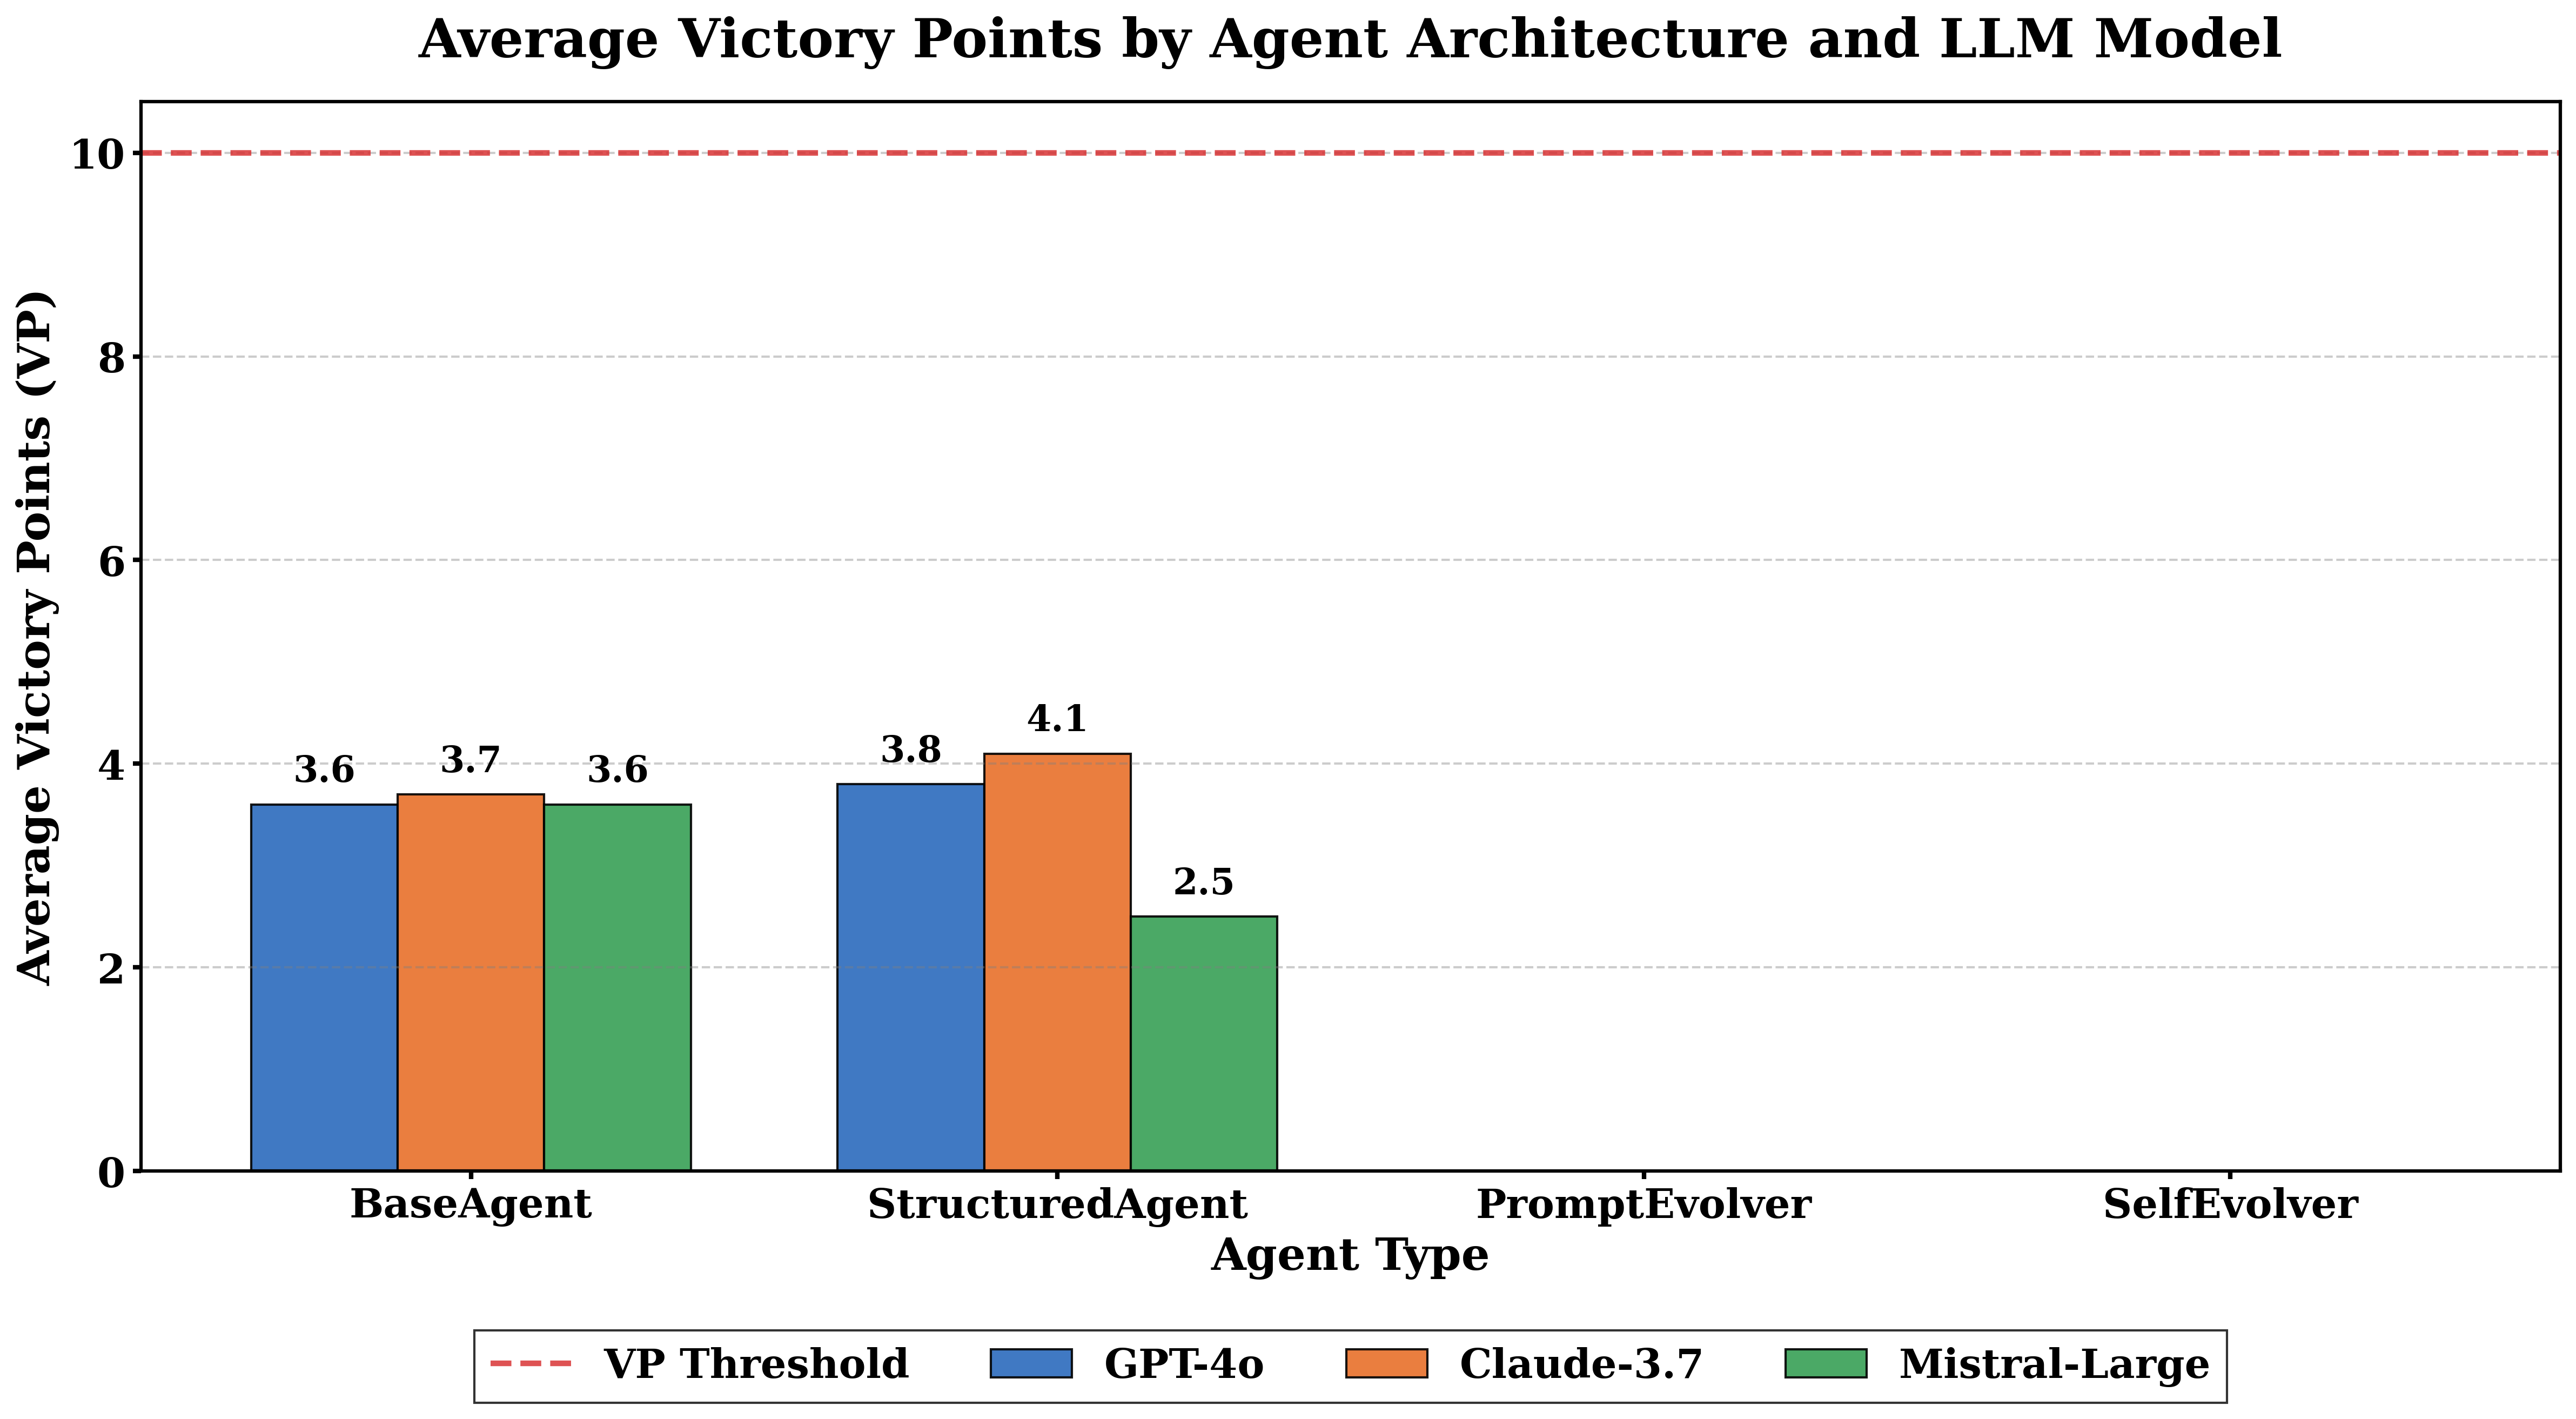 Average Victory Points by Agent Architecture and LLM Model
Average Victory Points (VP)
10
8
6
4
2
0
3.6
3.7
3.6
3.8
4.1
2.5
BaseAgent
StructuredAgent
PromptEvolver
SelfEvolver
Agent Type
VP Threshold
GPT-4o
Claude-3.7
Mistral-Large